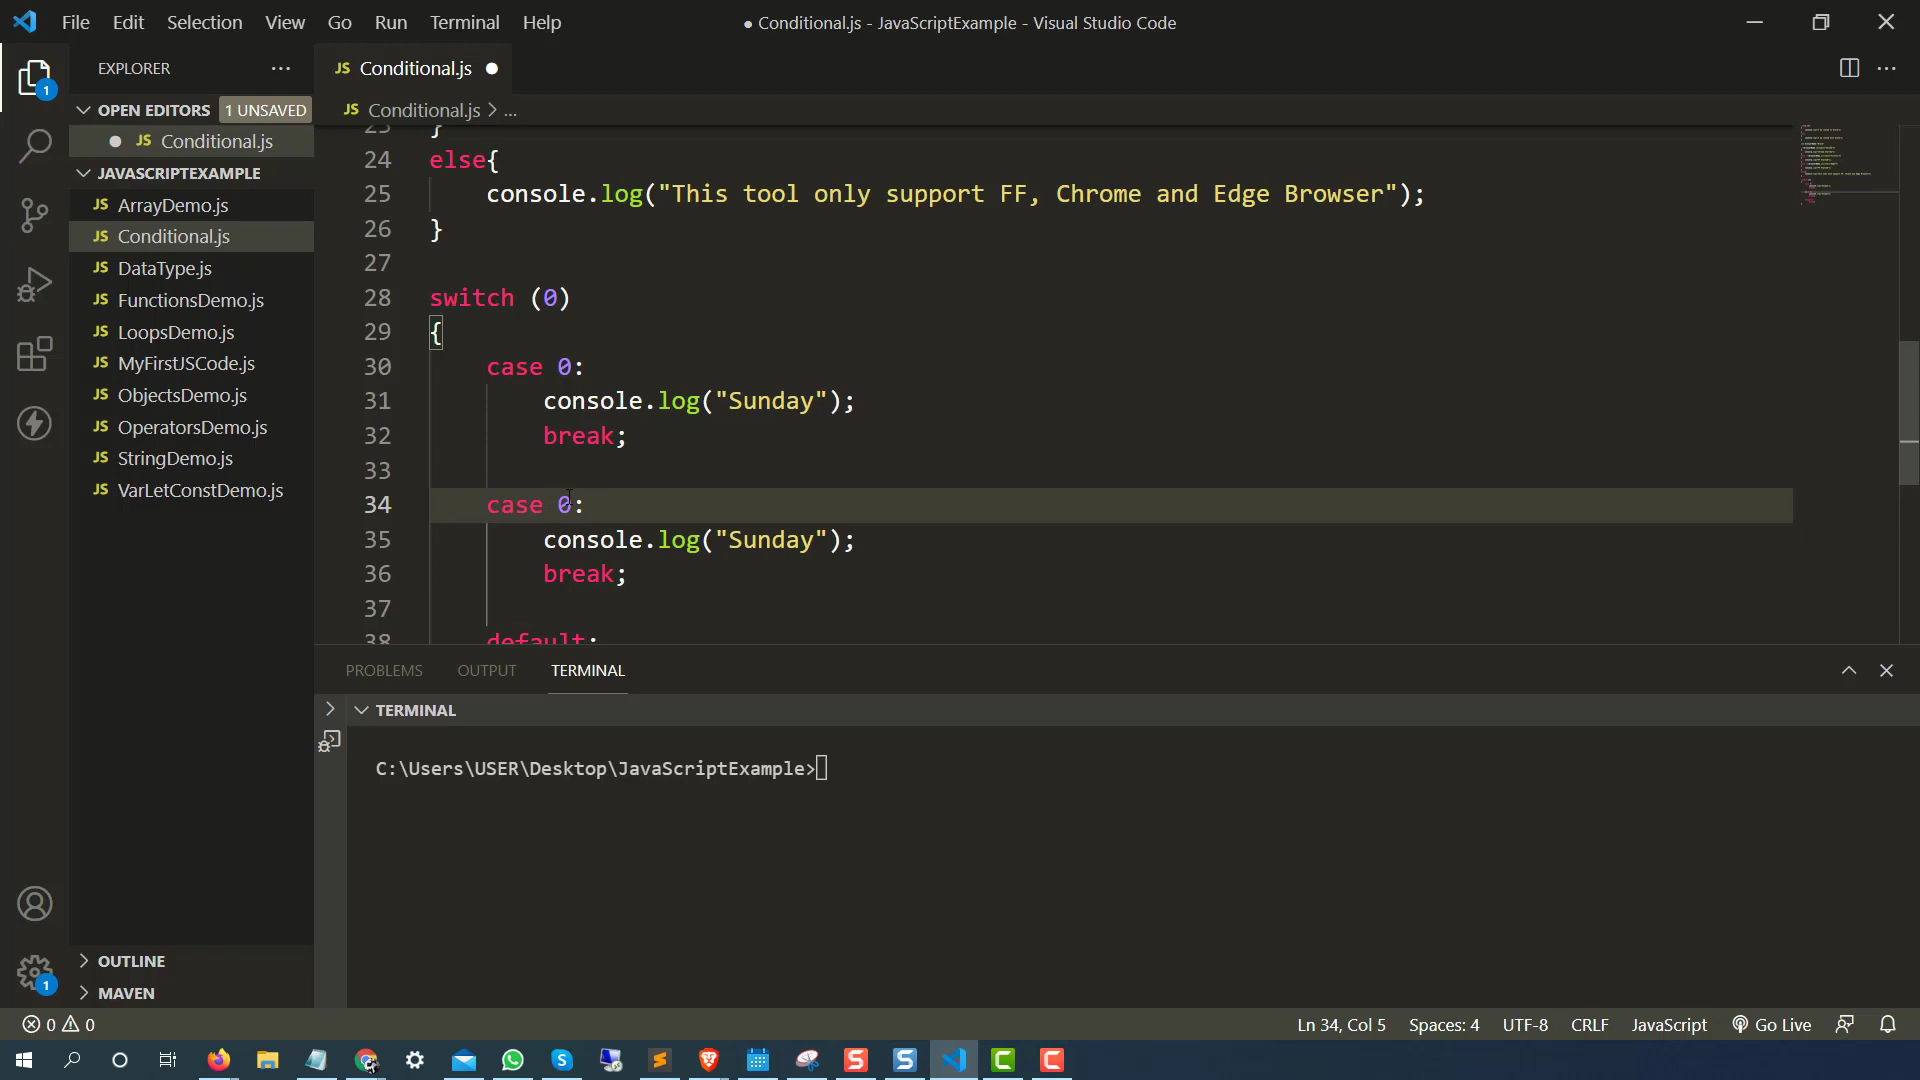 File Edit Selection View Go Run Terminal Help
● Conditional.js - JavaScriptExample - Visual Studio Code
EXPLORER
1
OPEN EDITORS 1 UNSAVED
JS Conditional.js
JAVASCRIPTEXAMPLE
JS ArrayDemo.js
JS Conditional.js
JS DataType.js
JS FunctionsDemo.js
JS LoopsDemo.js
JS MyFirstJSCode.js
JS ObjectsDemo.js
JS OperatorsDemo.js
JS StringDemo.js
JS VarLetConstDemo.js
OUTLINE
MAVEN
1
JS Conditional.js
JS Conditional.js > ...
23 }
24 else{
25 console.log("This tool only support FF, Chrome and Edge Browser");
26 }
27
28 switch (0)
29 {
30 case 0:
31 console.log("Sunday");
32 break;
33
34 case 0:
35 console.log("Sunday");
36 break;
37
38 default:
PROBLEMS OUTPUT TERMINAL
TERMINAL
C:\Users\USER\Desktop\JavaScriptExample>
0 0 Ln 34, Col 5 Spaces: 4 UTF-8 CRLF JavaScript Go Live